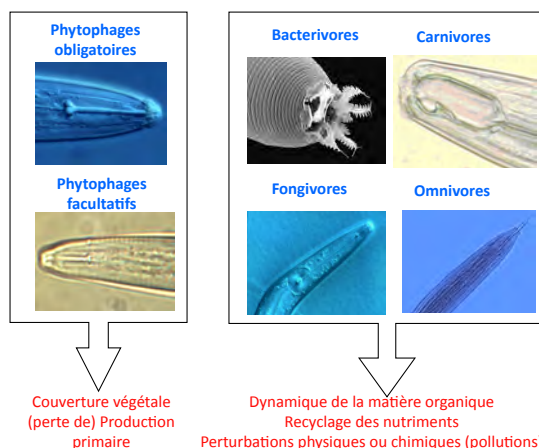 Phytophages
obligatoires
Phytophages
facultatifs
Couverture végétale
(perte de) Production
primaire
Bacterivores
Carnivores
Fongivores
Omnivores
Dynamique de la matière organique
Recyclage des nutriments
Perturbations physiques ou chimiques (pollutions